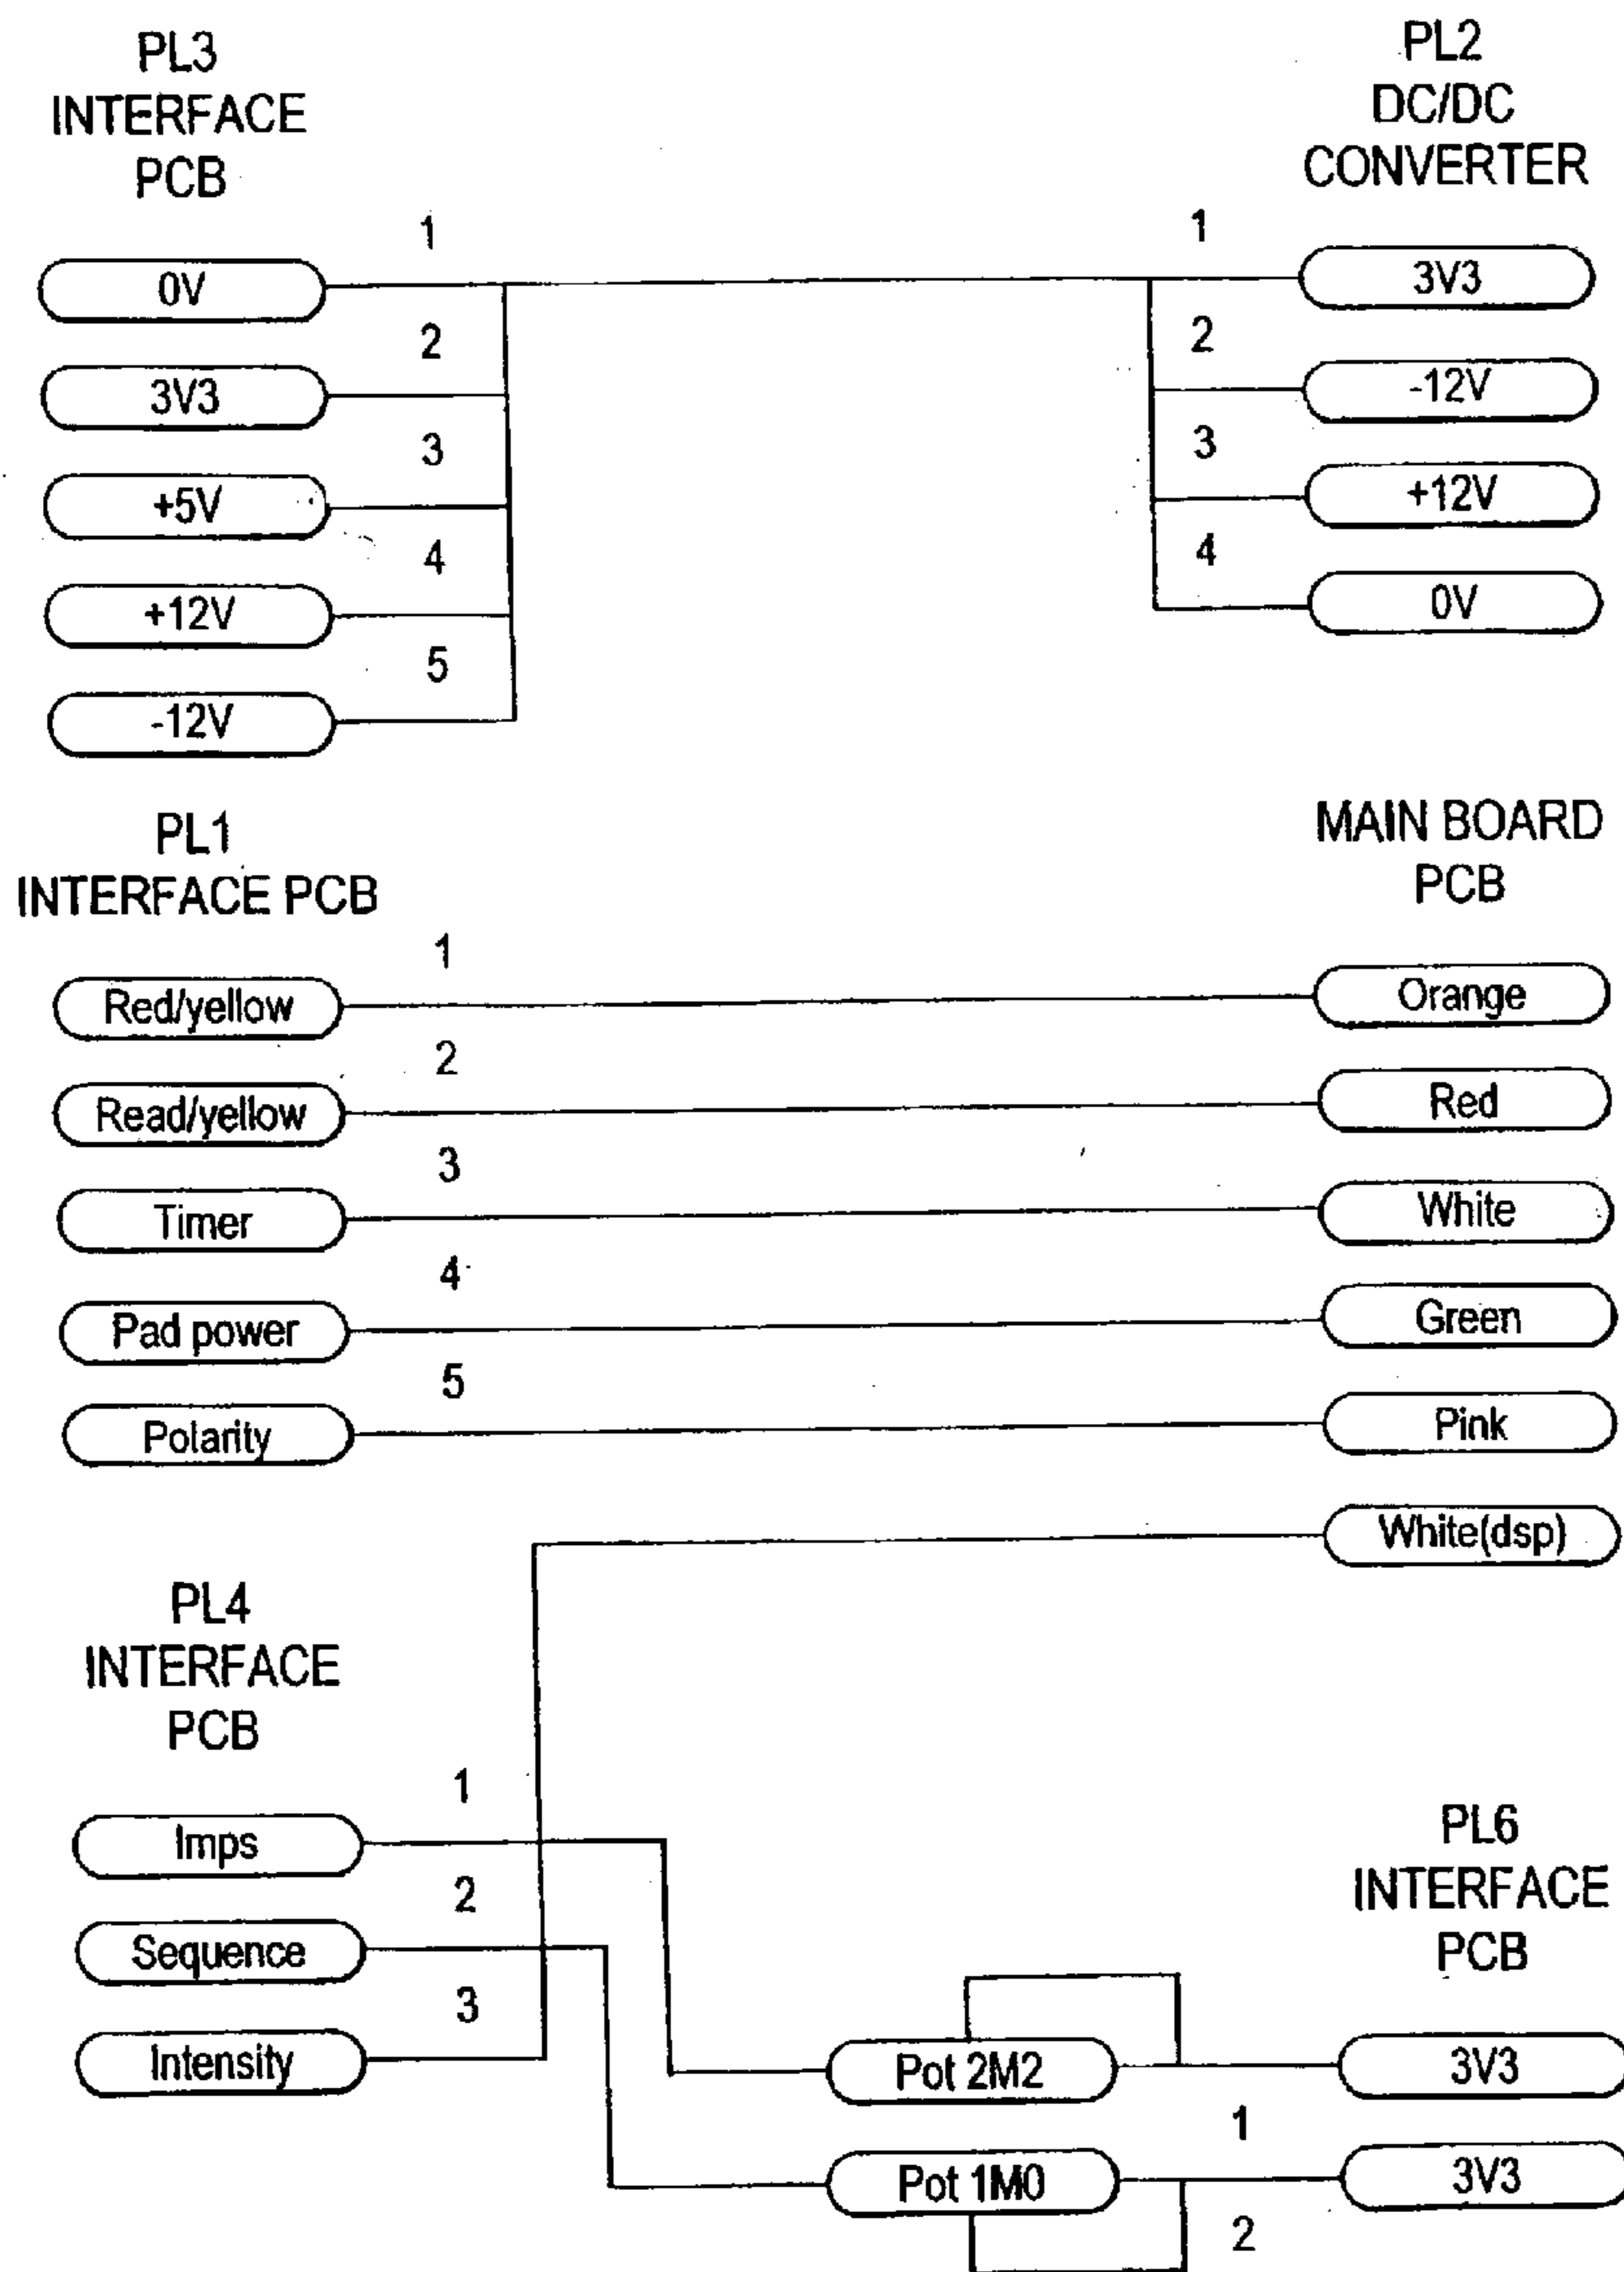 PL3
INTERFACE
PCB
PL2
DC/DC
CONVERTER
1
1
0V
3V3
2
2
3V3
-12V
3
3
+5V
+12V
4
4
+12V
0V
5
-12V
PL1
INTERFACE PCB
MAIN BOARD
PCB
1
Red/yellow
Orange
2
Read/yellow
Red
3
Timer
White
4
Pad power
Green
5
Polarity
Pink
White(dsp)
PL4
INTERFACE
PCB
1
Imps
2
Sequence
3
Intensity
PL6
INTERFACE
PCB
Pot 2M2
3V3
1
Pot 1M0
3V3
2